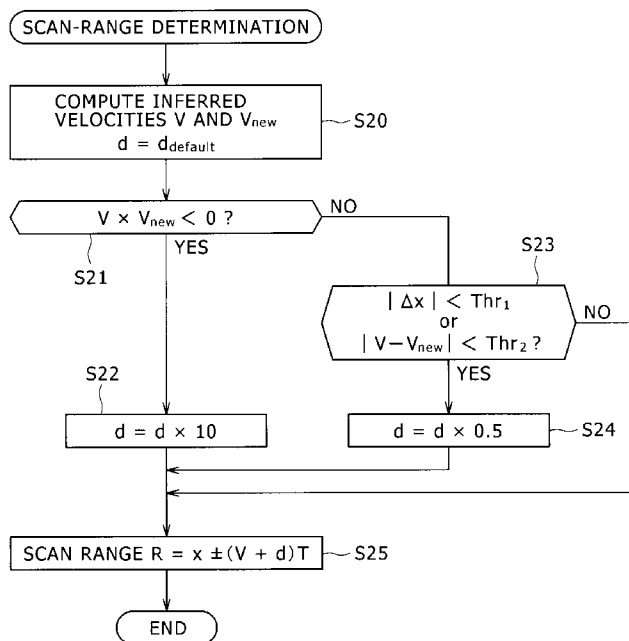 SCAN-RANGE DETERMINATION
COMPUTE INFERRED
VELOCITIES V AND Vnew
d = ddefault
S20
V × Vnew < 0 ?
NO
YES
S21
S23
| Δx | < Thr1
or
| V−Vnew | < Thr2 ?
NO
YES
S22
d = d × 10
d = d × 0.5
S24
SCAN RANGE R = x ±(V + d)T
S25
END